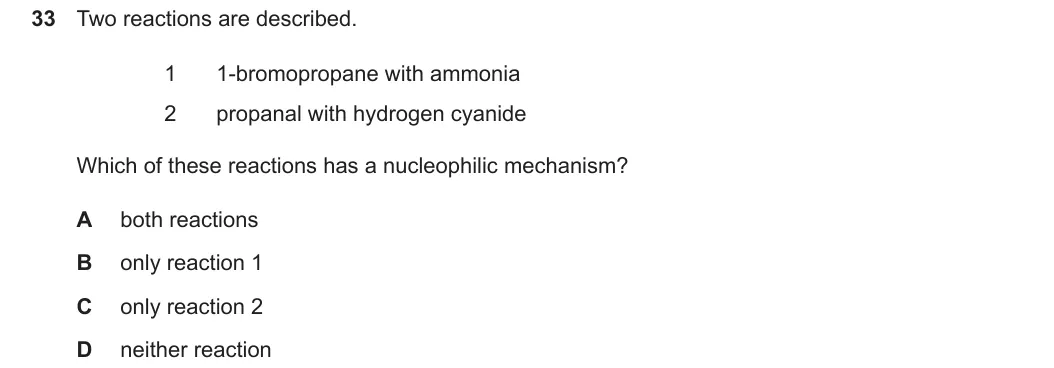 33 Two reactions are described.
1 1-bromopropane with ammonia
2 propanal with hydrogen cyanide
Which of these reactions has a nucleophilic mechanism?
A both reactions
B only reaction 1
C only reaction 2
D neither reaction